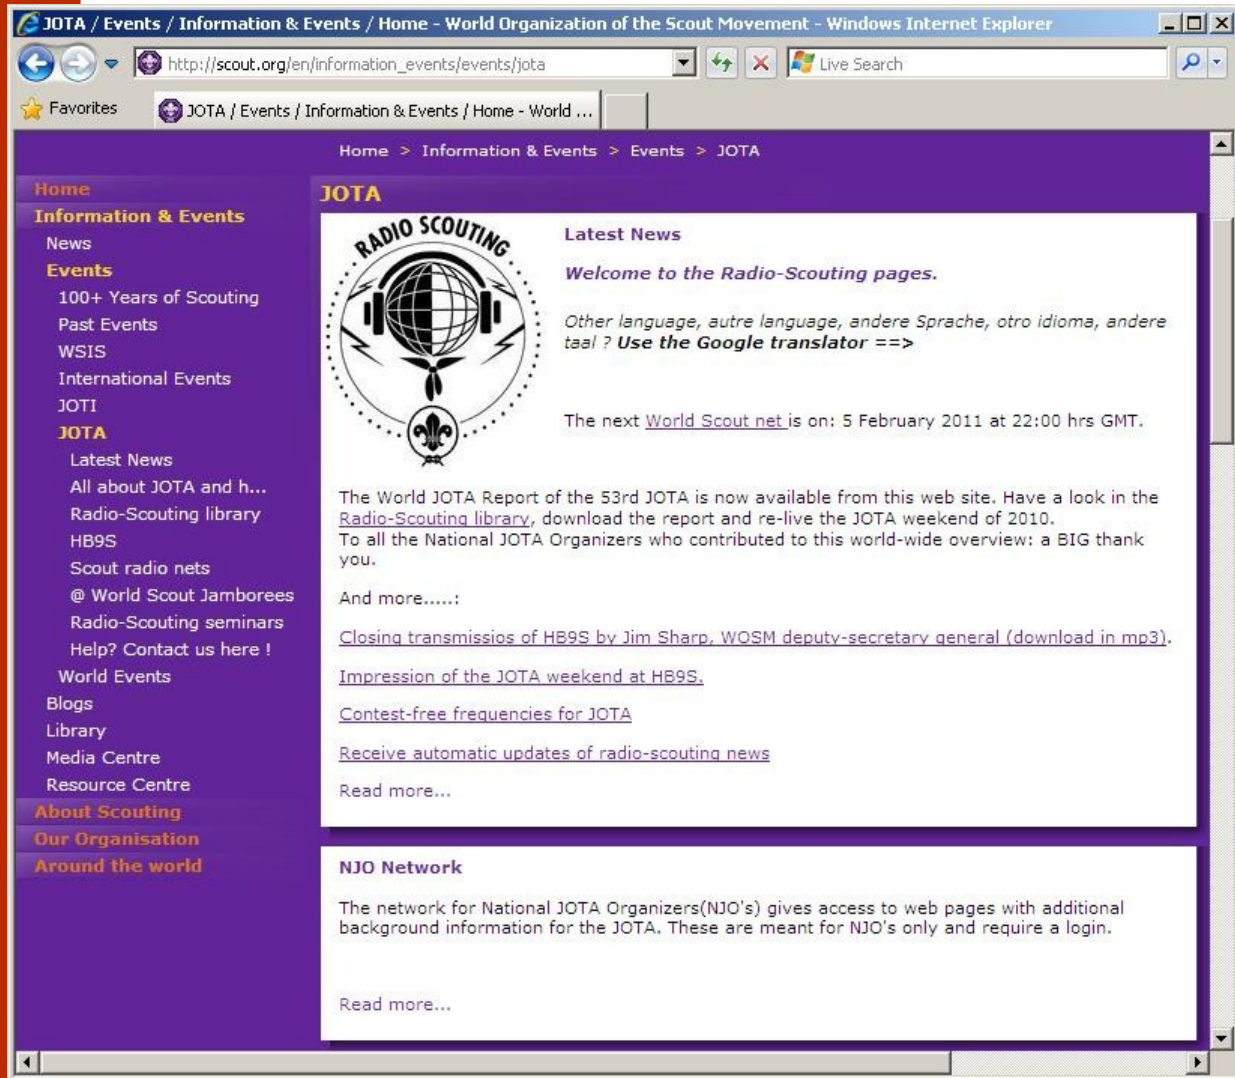 JOTA / Events / Information & Events / Home - World Organization of the Scout Movement - Windows Internet Explorer
http://scout.org/en/information_events/events/jota
Live Search
Favorites
JOTA / Events / Information & Events / Home - World ...
Home > Information & Events > Events > JOTA
Home
Information & Events
News
Events
100+ Years of Scouting
Past Events
WSIS
International Events
JOTI
JOTA
Latest News
All about JOTA and h...
Radio-Scouting library
HB9S
Scout radio nets
@ World Scout Jamborees
Radio-Scouting seminars
Help? Contact us here !
World Events
Blogs
Library
Media Centre
Resource Centre
About Scouting
Our Organisation
Around the world
JOTA
RADIO SCOUTING
Latest News
Welcome to the Radio-Scouting pages.
Other language, autre language, andere Sprache, otro idioma, andere
taal ? Use the Google translator ==>
The next World Scout net is on: 5 February 2011 at 22:00 hrs GMT.
The World JOTA Report of the 53rd JOTA is now available from this web site. Have a look in the
Radio-Scouting library, download the report and re-live the JOTA weekend of 2010.
To all the National JOTA Organizers who contributed to this world-wide overview: a BIG thank
you.
And more.....:
Closing transmissios of HB9S by Jim Sharp, WOSM deputy-secretary general (download in mp3).
Impression of the JOTA weekend at HB9S.
Contest-free frequencies for JOTA
Receive automatic updates of radio-scouting news
Read more...
NJO Network
The network for National JOTA Organizers(NJO's) gives access to web pages with additional
background information for the JOTA. These are meant for NJO's only and require a login.
Read more...